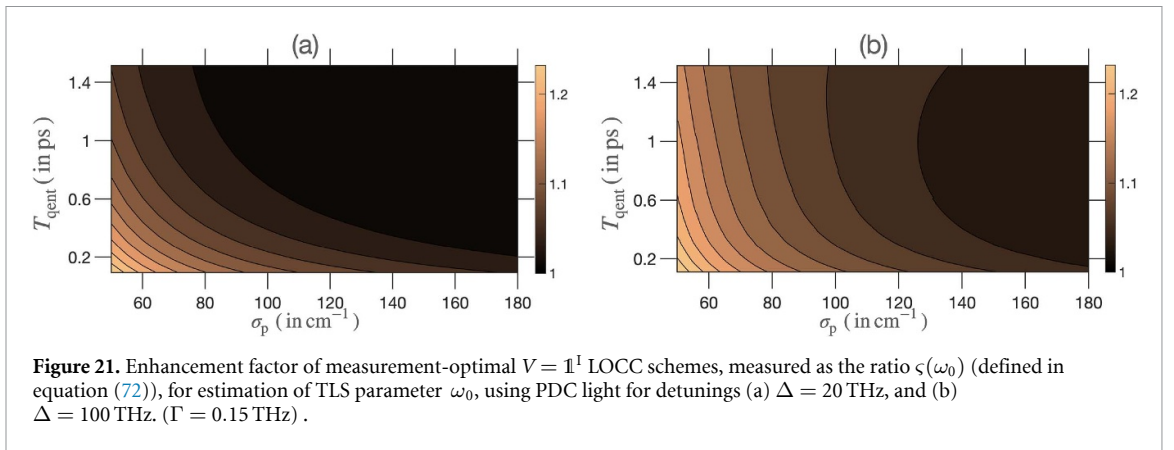 (a)
(b)
1.4
1
0.6
0.2
T_qent (in ps)
60 80 100 120 140 160 180
σ_p (in cm⁻¹)
1.2
1.1
1
1.4
1
0.6
0.2
T_qent (in ps)
60 80 100 120 140 160 180
σ_p (in cm⁻¹)
1.2
1.1
1
Figure 21. Enhancement factor of measurement-optimal V = 𝟙ᴵ LOCC schemes, measured as the ratio ς(ω₀) (defined in
equation (72)), for estimation of TLS parameter ω₀, using PDC light for detunings (a) Δ = 20 THz, and (b)
Δ = 100 THz. (Γ = 0.15 THz) .